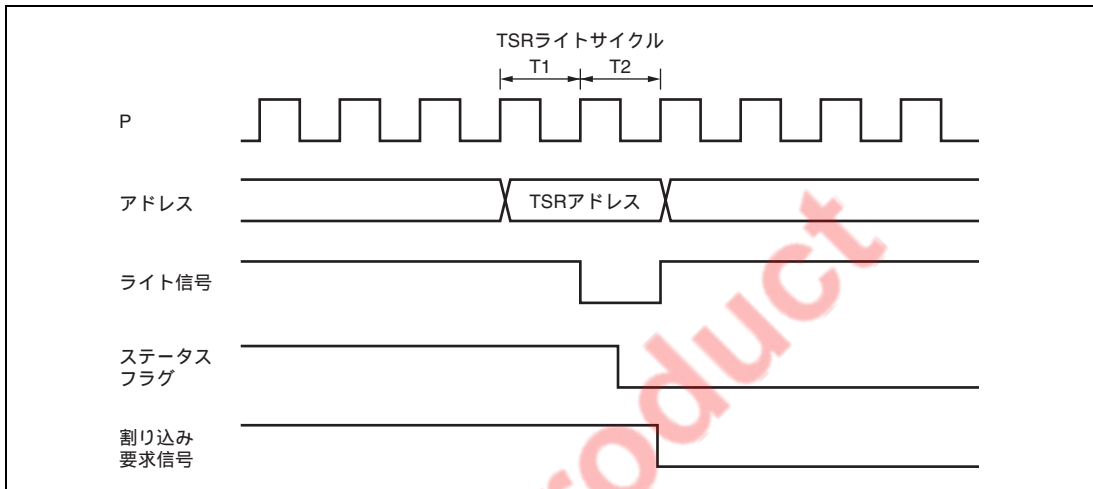 TSRライトサイクル
T1 T2
P
アドレス
TSRアドレス
ライト信号
ステータス
フラグ
割り込み
要求信号
roduct